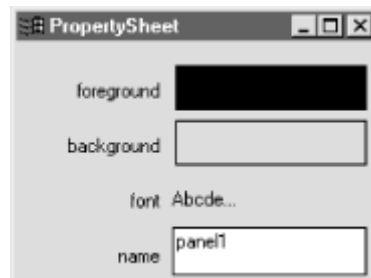 PropertySheet
foreground
background
font Abcde...
name panel1